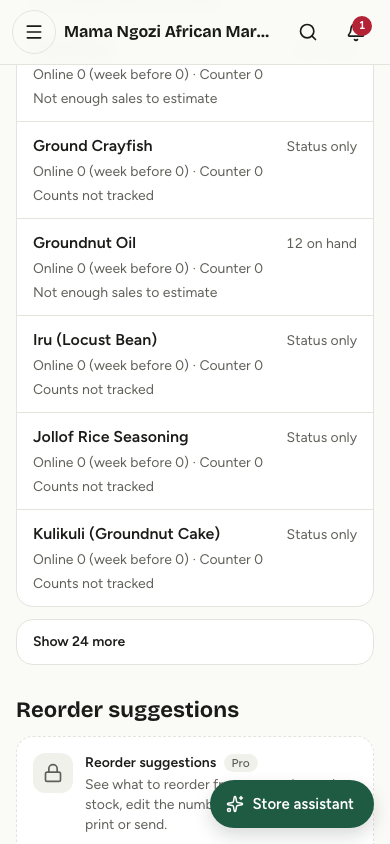 Mama Ngozi African Mar...
1
Online 0 (week before 0) · Counter 0
Not enough sales to estimate
Ground Crayfish
Status only
Online 0 (week before 0) · Counter 0
Counts not tracked
Groundnut Oil
12 on hand
Online 0 (week before 0) · Counter 0
Not enough sales to estimate
Iru (Locust Bean)
Status only
Online 0 (week before 0) · Counter 0
Counts not tracked
Jollof Rice Seasoning
Status only
Online 0 (week before 0) · Counter 0
Counts not tracked
Kulikuli (Groundnut Cake)
Status only
Online 0 (week before 0) · Counter 0
Counts not tracked
Show 24 more
Reorder suggestions
Reorder suggestions Pro
See what to reorder
stock, edit the
print or send.
Store assistant